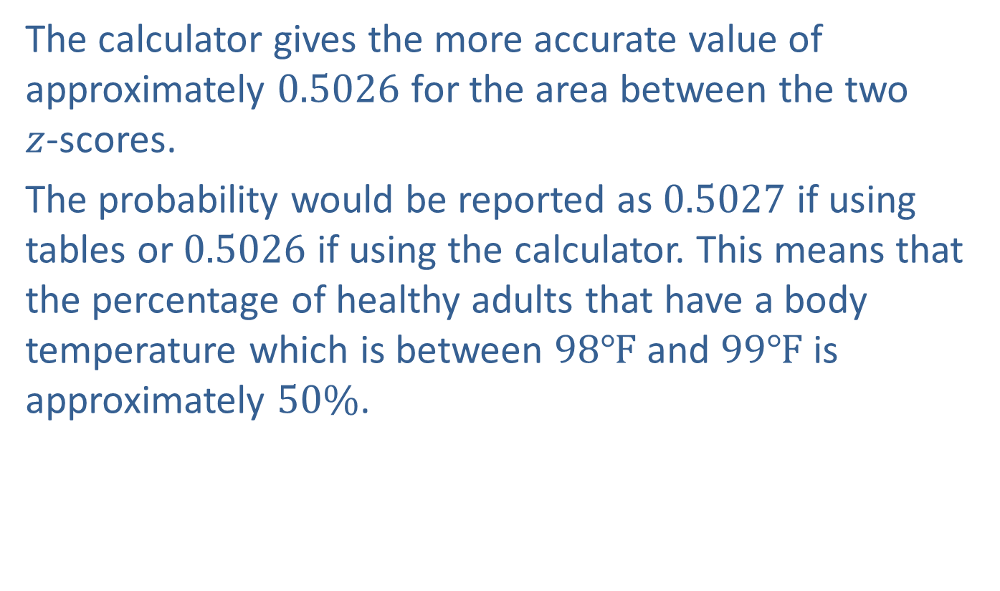 The calculator gives the more accurate value of
approximately 0.5026 for the area between the two
z-scores.
The probability would be reported as 0.5027 if using
tables or 0.5026 if using the calculator. This means that
the percentage of healthy adults that have a body
temperature which is between 98°F and 99°F is
approximately 50%.